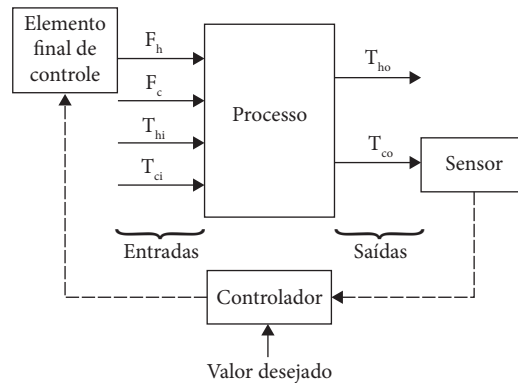 Elemento
final de
controle
F_h
F_c
T_hi
T_ci
Processo
T_ho
T_co
Sensor
Entradas
Saídas
Controlador
Valor desejado